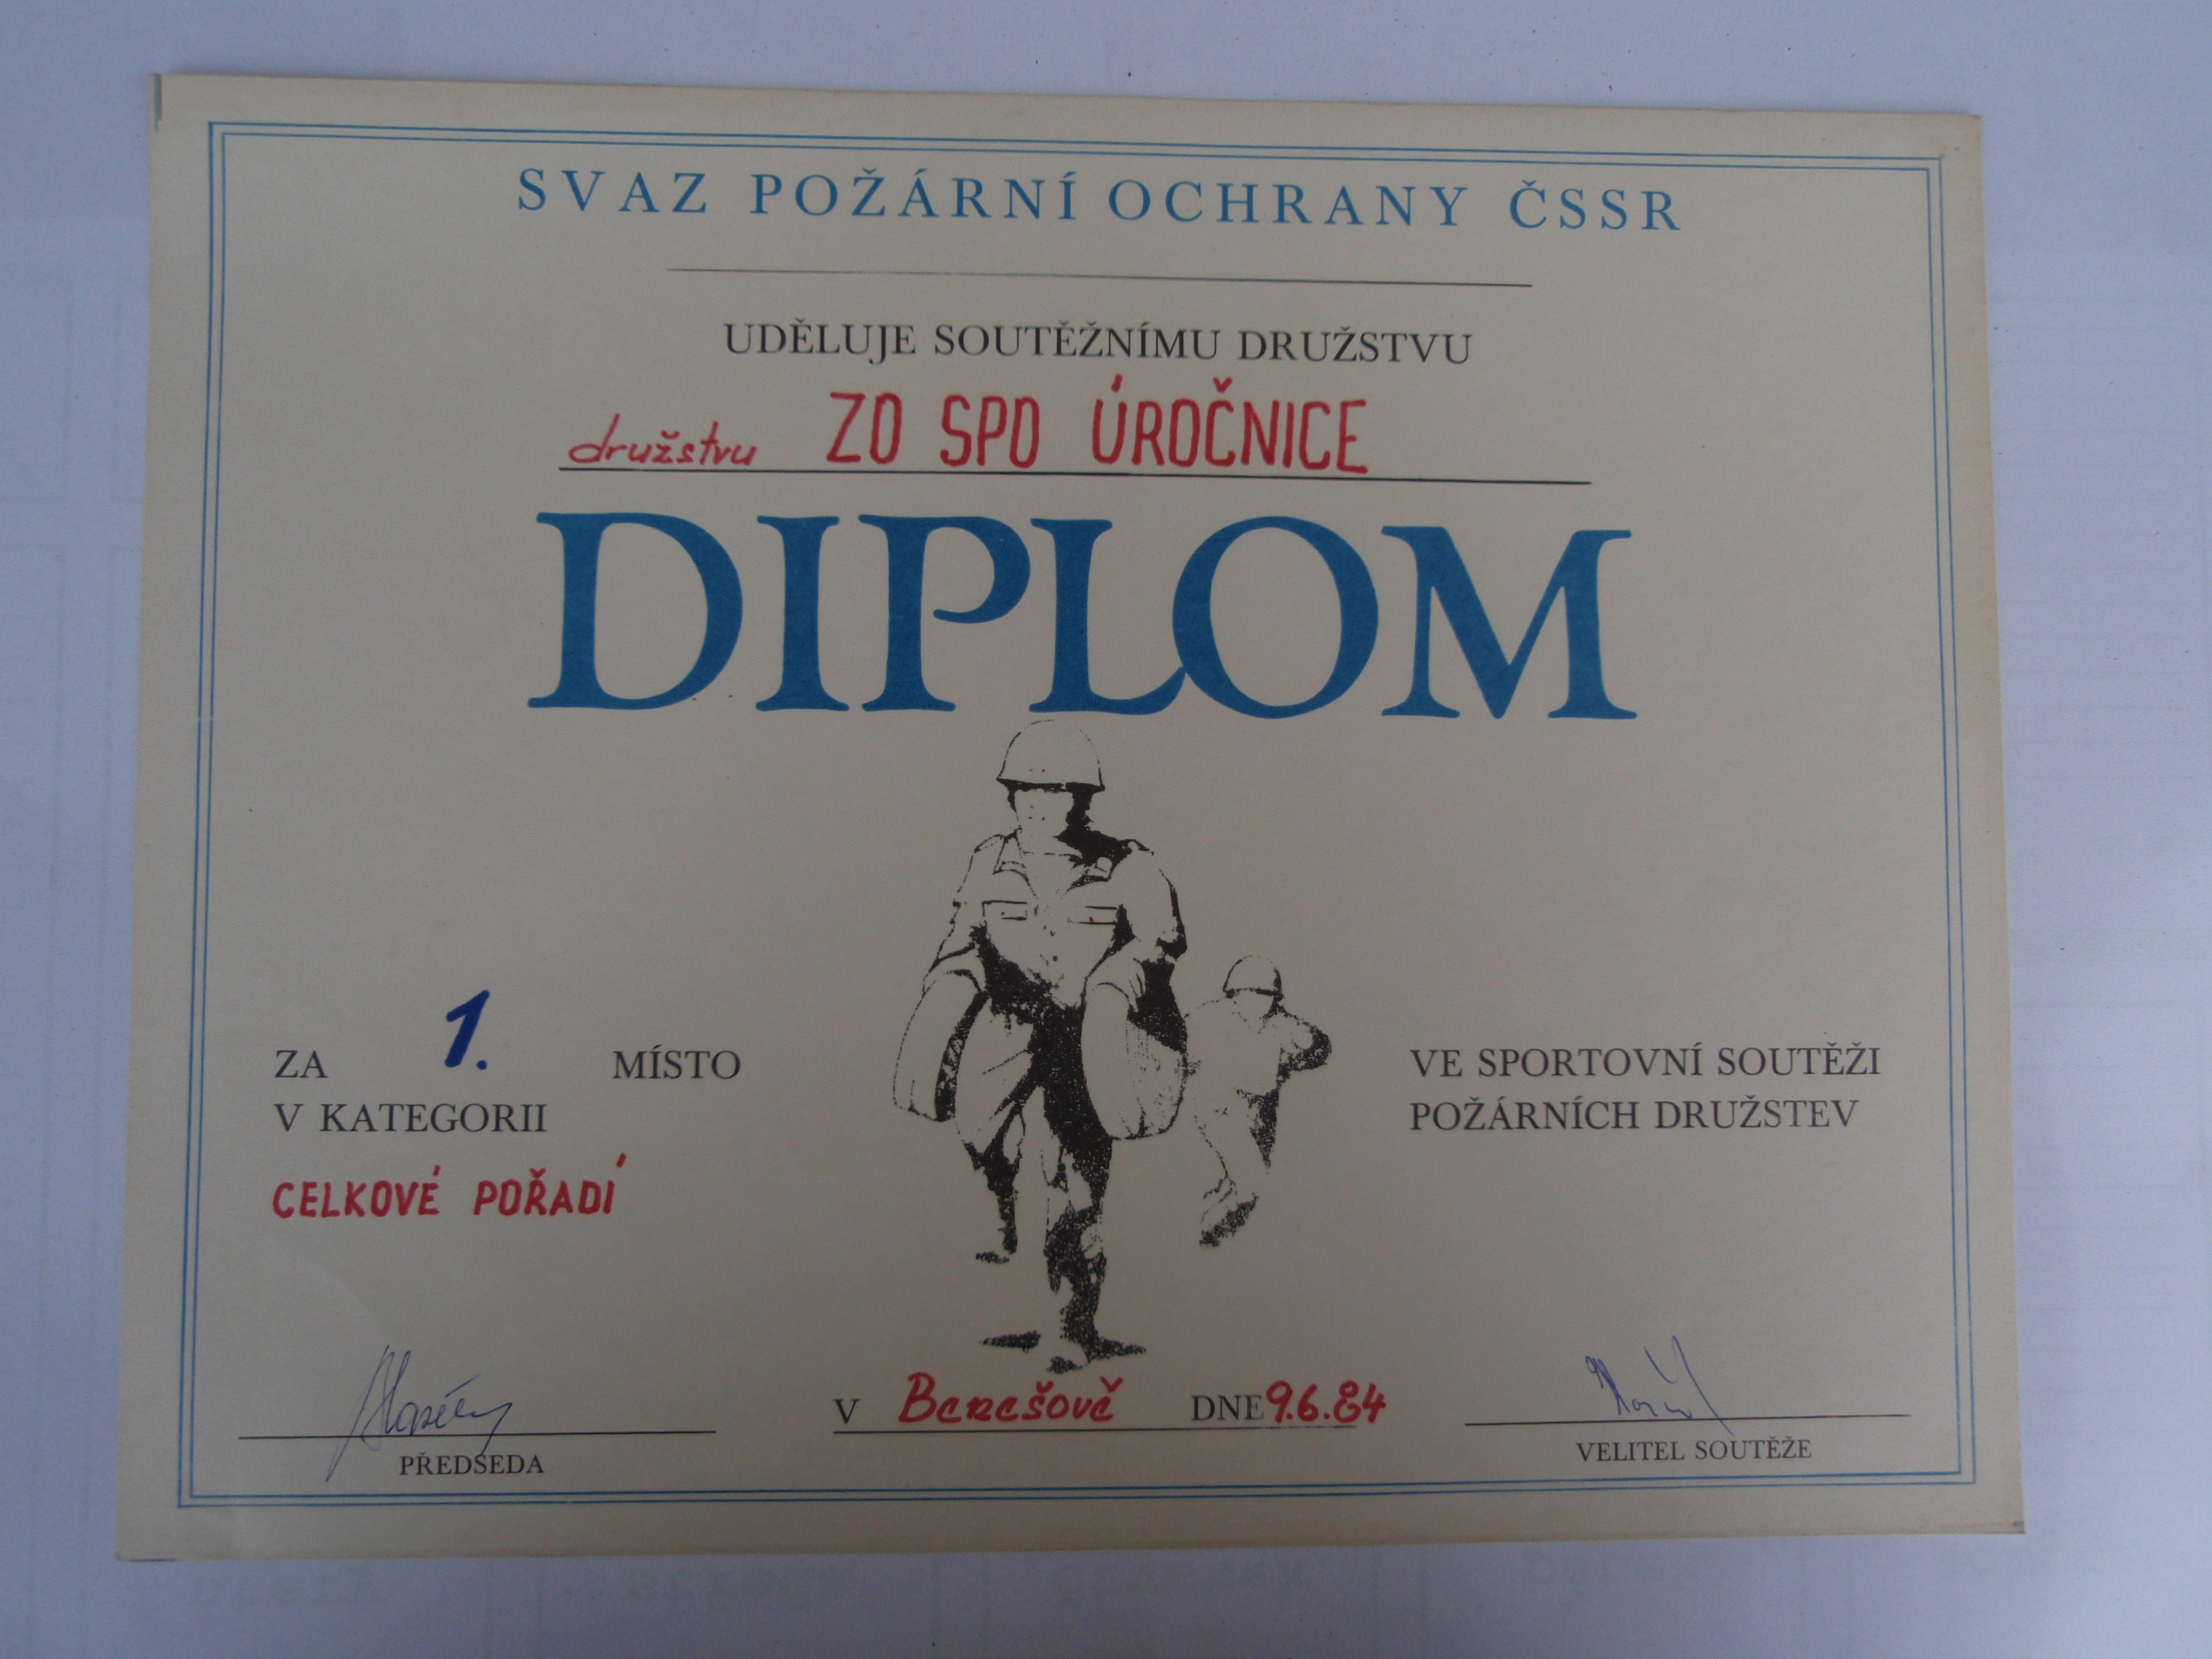 SVAZ POŽÁRNÍ OCHRANY ČSSR
UDĚLUJE SOUTĚŽNÍMU DRUŽSTVU
družstvu ZO SPO ÚROČNICE
DIPLOM
ZA 1. MÍSTO
V KATEGORII
CELKOVÉ POŘADÍ
VE SPORTOVNÍ SOUTĚŽI
POŽÁRNÍCH DRUŽSTEV
V Benešově DNE 9.6.84
PŘEDSEDA
VELITEL SOUTĚŽE